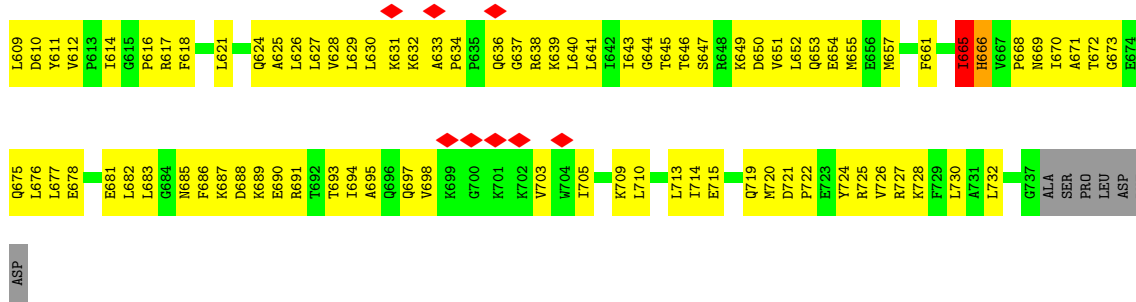 L609 D610 Y611 V612 P613 I614 G615 P616 R617 F618 L621 Q624 A625 L626 L627 V628 L629 L630 K631 K632 A633 P634 P635 Q636 G637 R638 K639 L640 L641 I642 I643 G644 T645 T646 S647 R648 K649 D650 V651 L652 Q653 E654 M655 E656 M657 F661 I665 H666 V667 P668 N669 I670 A671 T672 G673 E674
Q675 L676 L677 E678 E681 L682 L683 G684 N685 F686 K687 D688 K689 E690 R691 T692 T693 I694 A695 Q696 Q697 V698 K699 G700 K701 K702 V703 W704 I705 K709 L710 L713 I714 E715 Q719 M720 D721 P722 E723 Y724 R725 V726 R727 K728 F729 L730 A731 L732 G737 ALA SER PRO LEU ASP
ASP